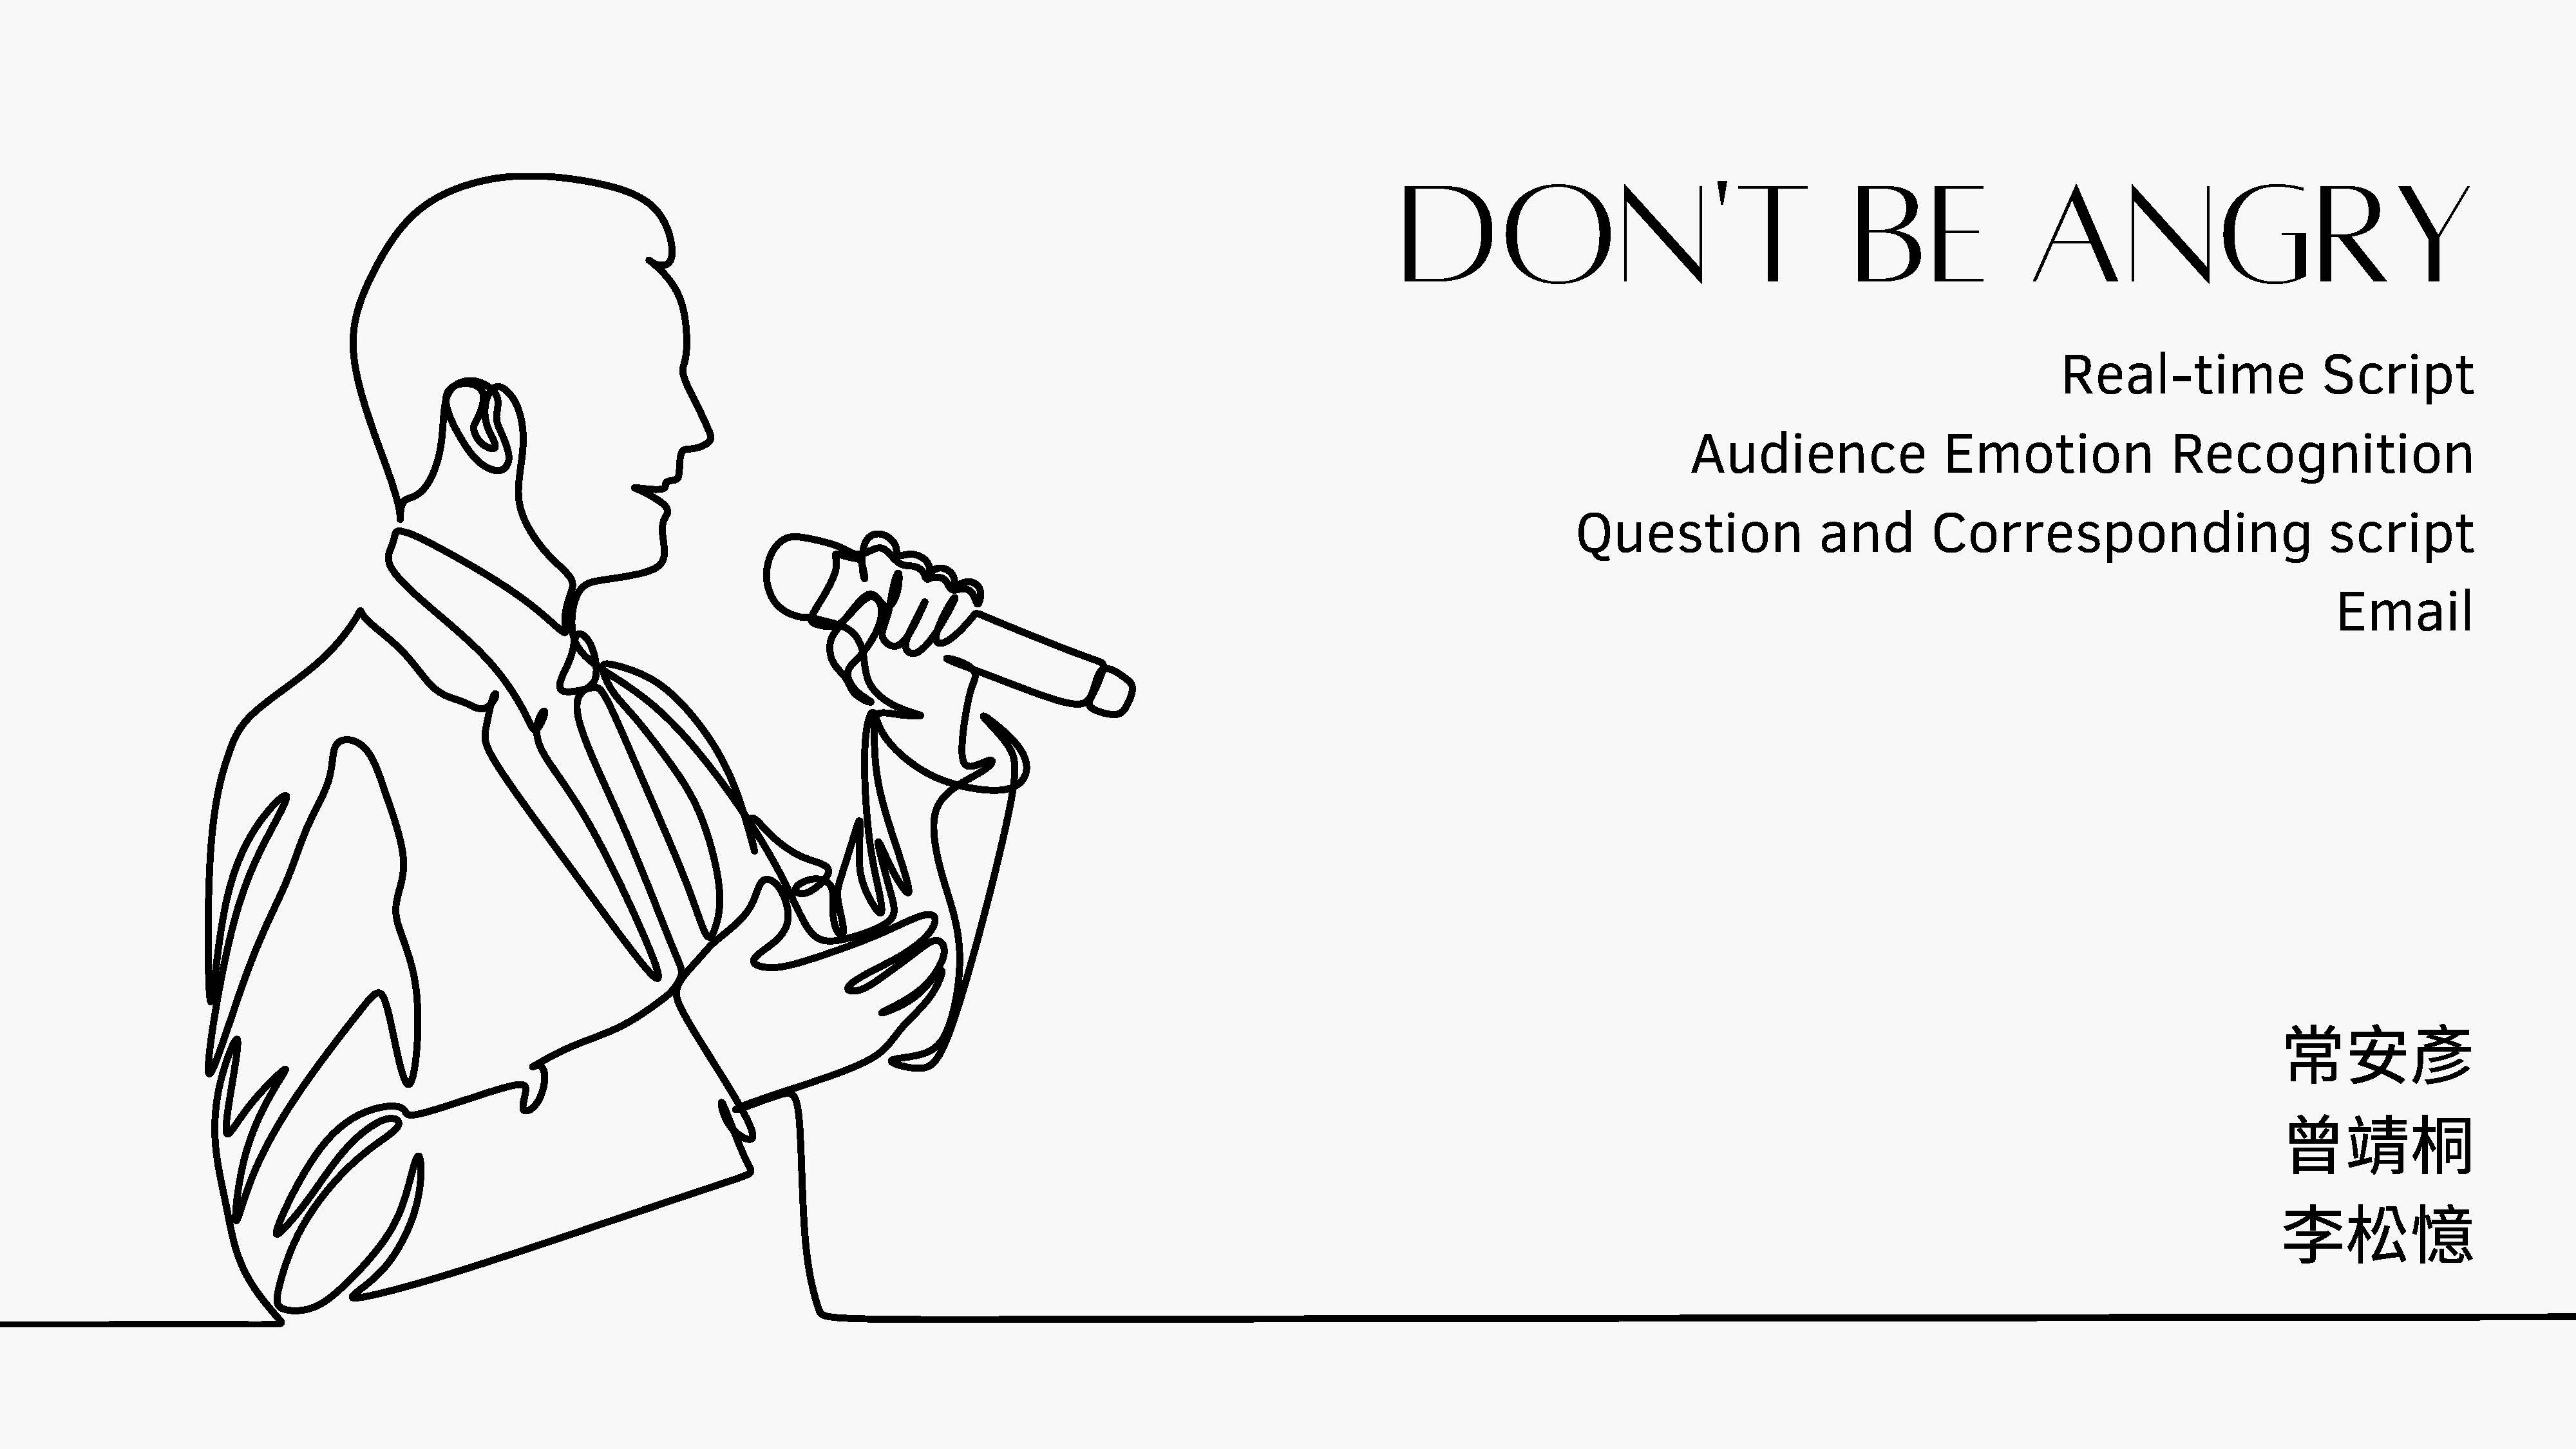 DON'T BE ANGRY
Real-time Script
Audience Emotion Recognition
Question and Corresponding script
Email
常安彥
曾靖桐
李松憶